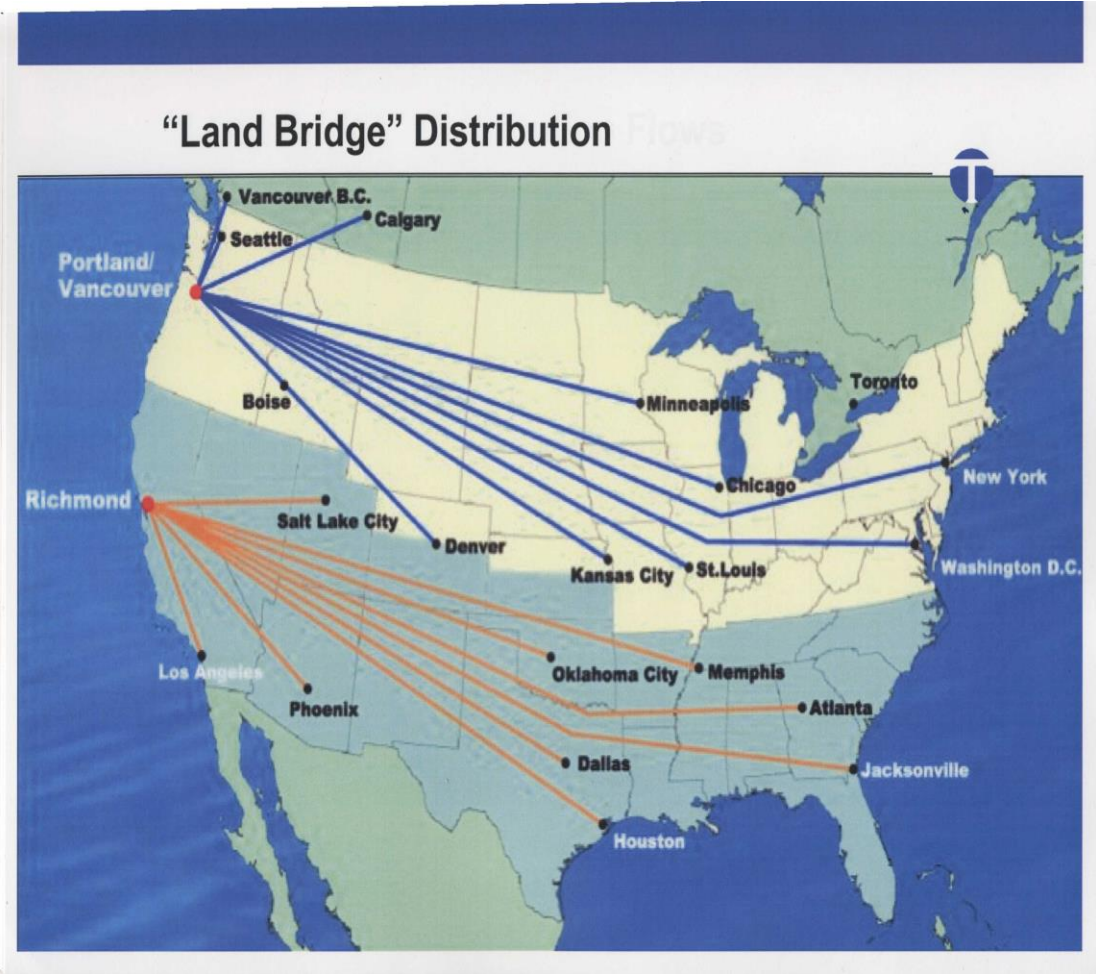 “Land Bridge” Distribution
Flows
T
Vancouver B.C.
Calgary
Seattle
Portland/
Vancouver
Boise
Minneapolis
Toronto
Chicago
New York
Richmond
Salt Lake City
Denver
Kansas City
St.Louis
Washington D.C.
Los Angeles
Oklahoma City
Memphis
Phoenix
Atlanta
Dallas
Jacksonville
Houston